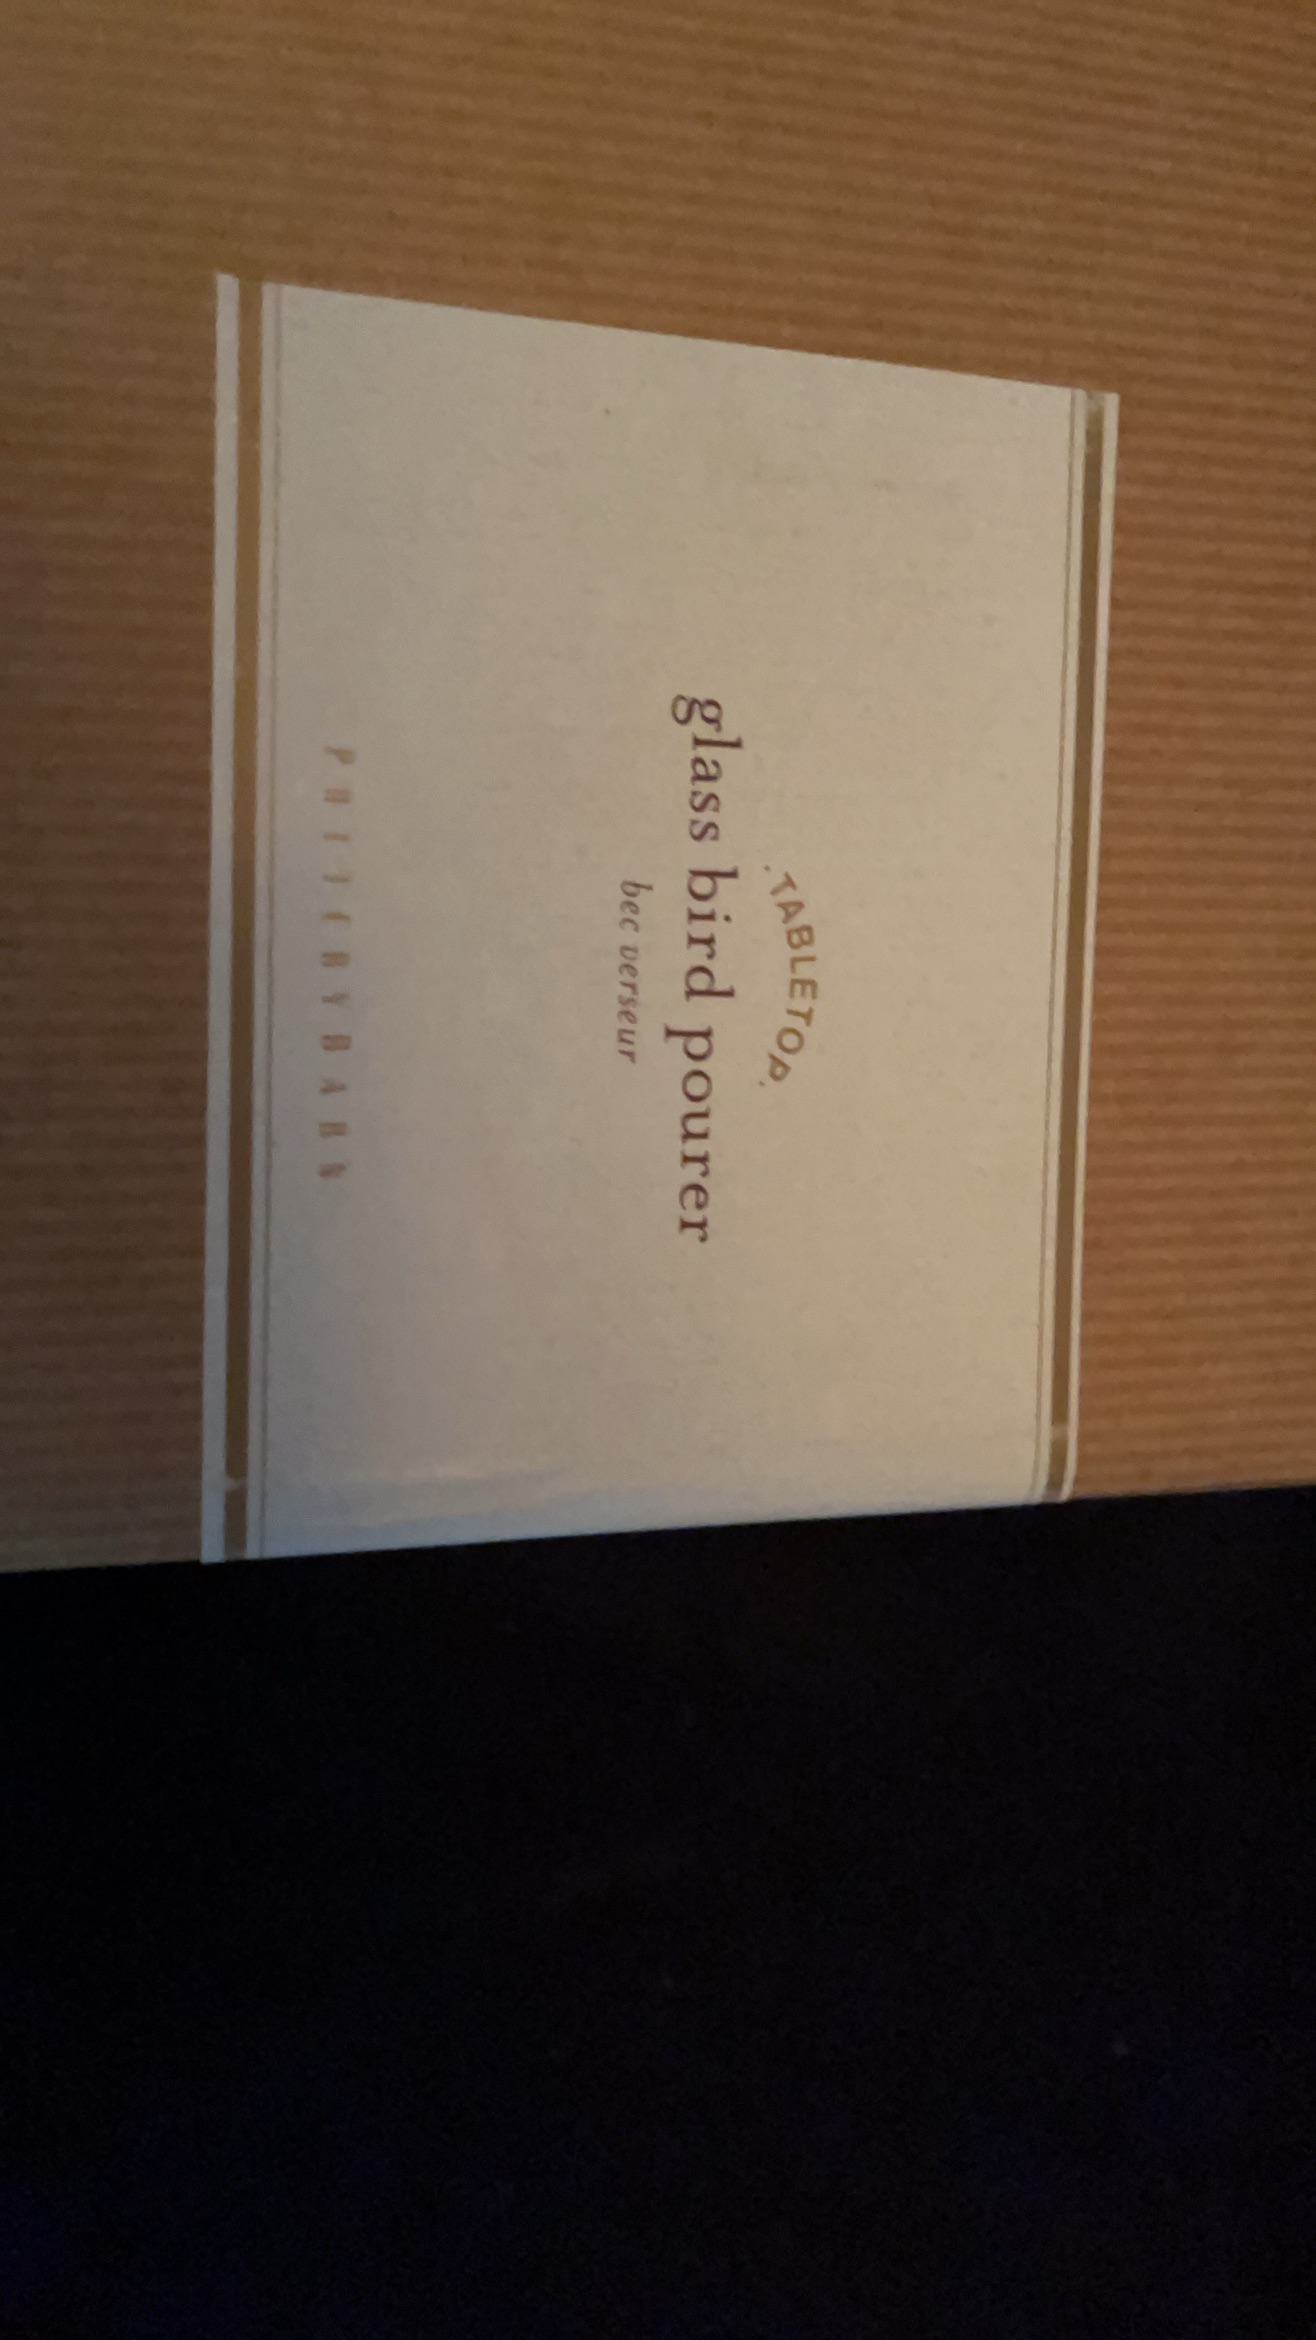 ·TABLETOP·
glass bird pourer
bec verseur
POTTERYBARN